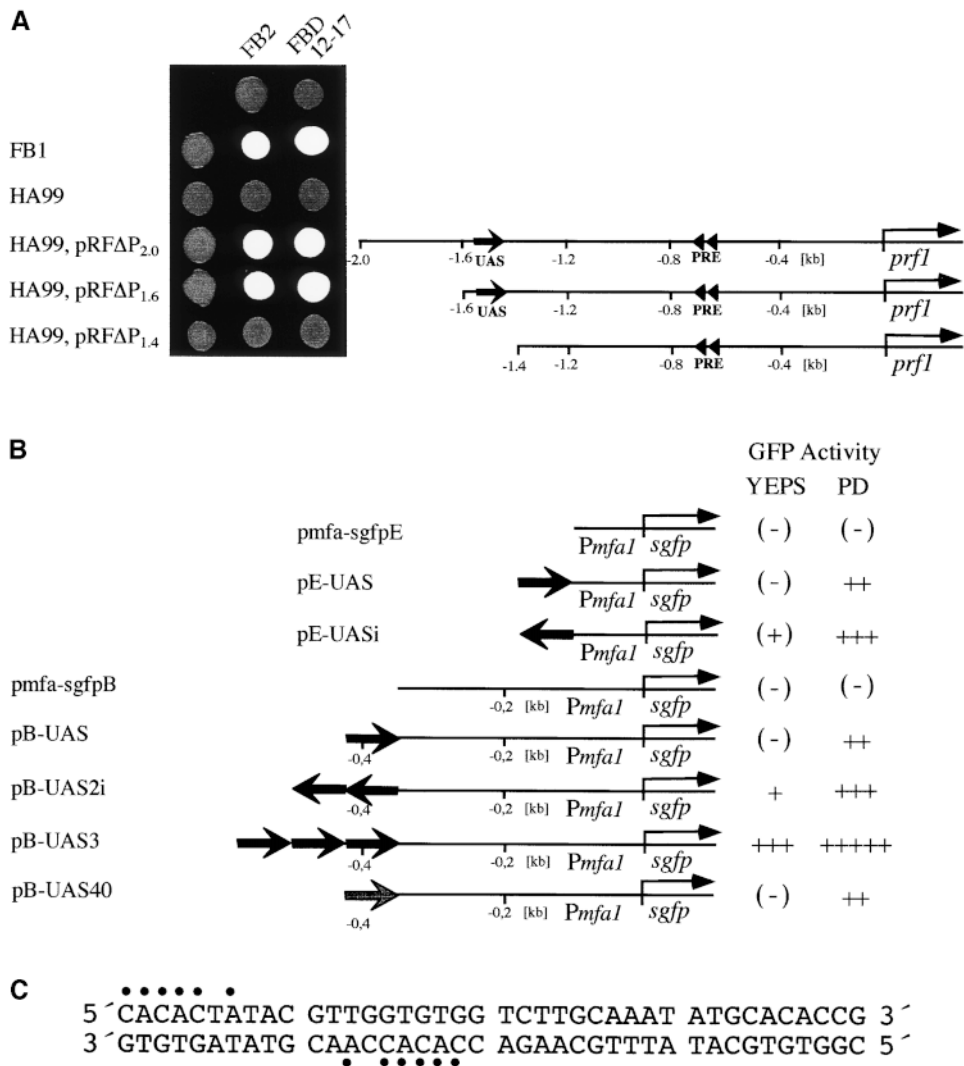 A
FB2
FBD
12-17
FB1
HA99
HA99, pRFΔP2.0
HA99, pRFΔP1.6
HA99, pRFΔP1.4
-2.0 -1.6 UAS -1.2 -0.8 PRE -0.4 [kb] prf1
-1.6 UAS -1.2 -0.8 PRE -0.4 [kb] prf1
-1.4 -1.2 -0.8 PRE -0.4 [kb] prf1
B
GFP Activity
YEPS PD
pmfa-sgfpE Pmfa1 sgfp (-) (-)
pE-UAS Pmfa1 sgfp (-) ++
pE-UASi Pmfa1 sgfp (+) +++
pmfa-sgfpB -0,2 [kb] Pmfa1 sgfp (-) (-)
pB-UAS -0,4 -0,2 [kb] Pmfa1 sgfp (-) ++
pB-UAS2i -0,4 -0,2 [kb] Pmfa1 sgfp + +++
pB-UAS3 -0,4 -0,2 [kb] Pmfa1 sgfp +++ +++++
pB-UAS40 -0,4 -0,2 [kb] Pmfa1 sgfp (-) ++
C
5´CACACTATAC GTTGGTGTGG TCTTGCAAAT ATGCACACCG 3´
3´GTGTGATATG CAACCACACC AGAACGTTTA TACGTGTGGC 5´